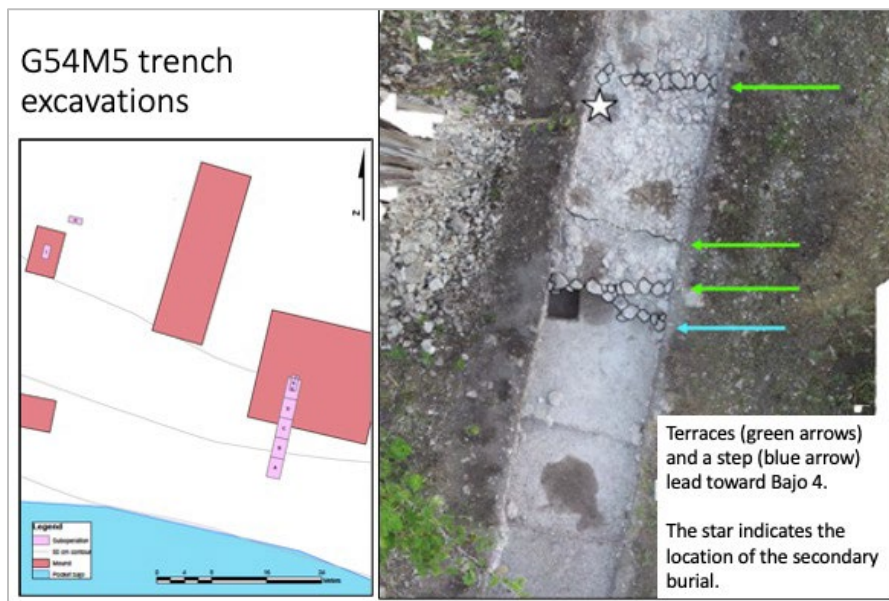 G54M5 trench
excavations
N
Legend
Suboperation
50 cm contour
Mound
Pocket bajo
Meters
Terraces (green arrows)
and a step (blue arrow)
lead toward Bajo 4.
The star indicates the
location of the secondary
burial.